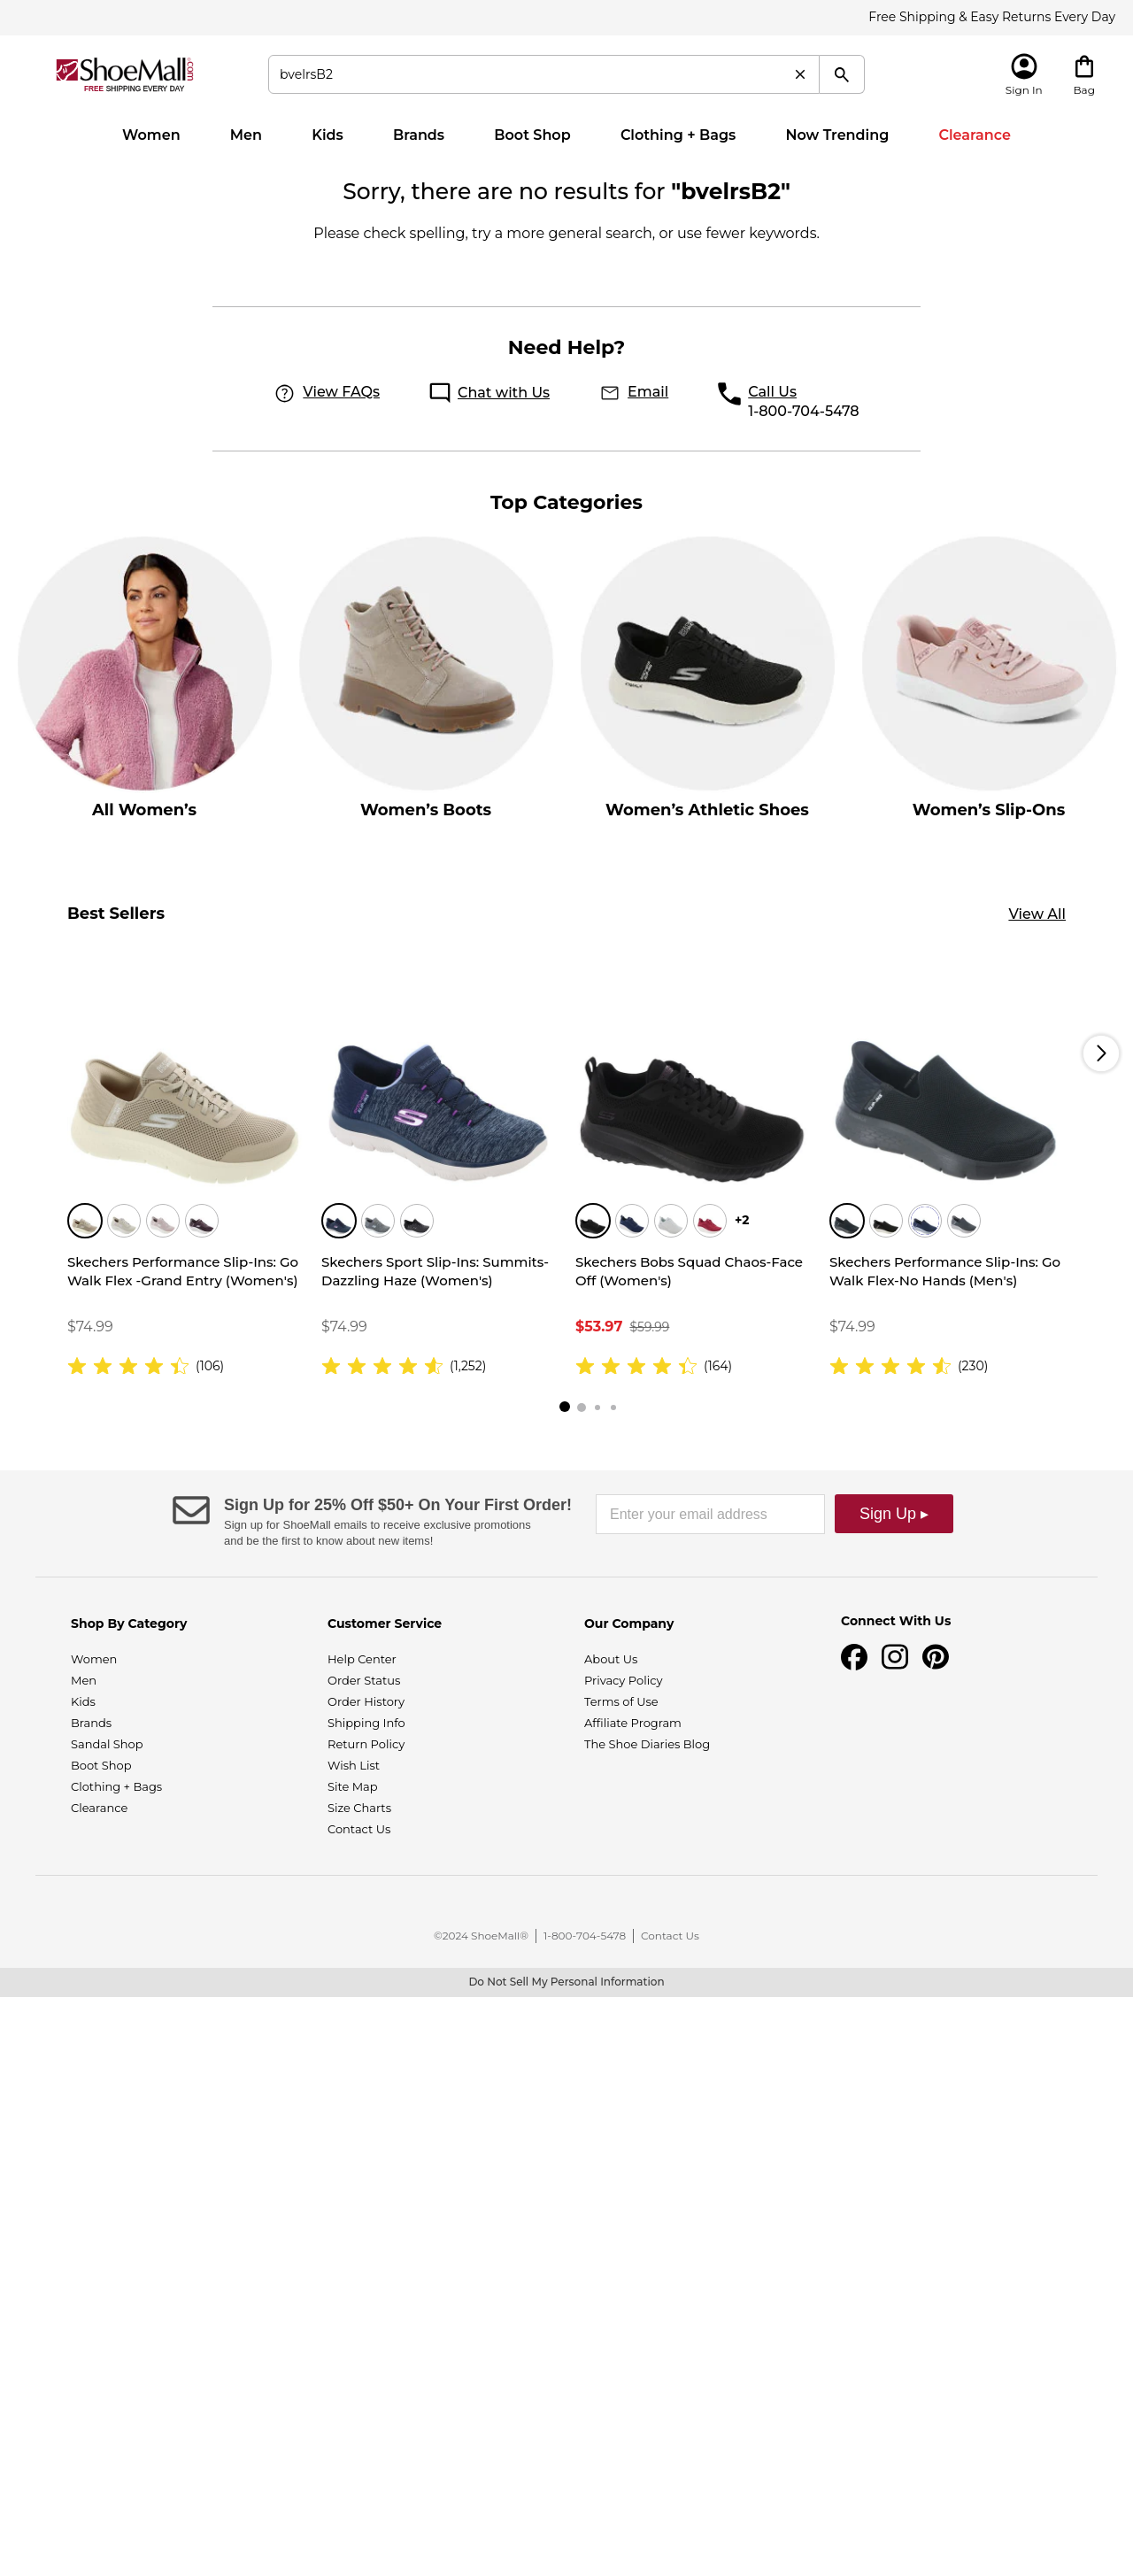 Free Shipping & Easy Returns Every Day
ShoeMall.com
FREE SHIPPING EVERY DAY
bvelrsB2
Sign In
Bag
Women Men Kids Brands Boot Shop Clothing + Bags Now Trending Clearance
Sorry, there are no results for "bvelrsB2"
Please check spelling, try a more general search, or use fewer keywords.
Need Help?
View FAQs
Chat with Us
Email
Call Us
1-800-704-5478
Top Categories
All Women’s
Women’s Boots
Women’s Athletic Shoes
Women’s Slip-Ons
Best Sellers
View All
Skechers Performance Slip-Ins: Go
Walk Flex -Grand Entry (Women's)
$74.99
(106)
Skechers Sport Slip-Ins: Summits-
Dazzling Haze (Women's)
$74.99
(1,252)
+2
Skechers Bobs Squad Chaos-Face
Off (Women's)
$53.97 $59.99
(164)
Skechers Performance Slip-Ins: Go
Walk Flex-No Hands (Men's)
$74.99
(230)
Sign Up for 25% Off $50+ On Your First Order!
Sign up for ShoeMall emails to receive exclusive promotions
and be the first to know about new items!
Enter your email address
Sign Up ▸
Shop By Category
Women
Men
Kids
Brands
Sandal Shop
Boot Shop
Clothing + Bags
Clearance
Customer Service
Help Center
Order Status
Order History
Shipping Info
Return Policy
Wish List
Site Map
Size Charts
Contact Us
Our Company
About Us
Privacy Policy
Terms of Use
Affiliate Program
The Shoe Diaries Blog
Connect With Us
©2024 ShoeMall® | 1-800-704-5478 | Contact Us
Do Not Sell My Personal Information